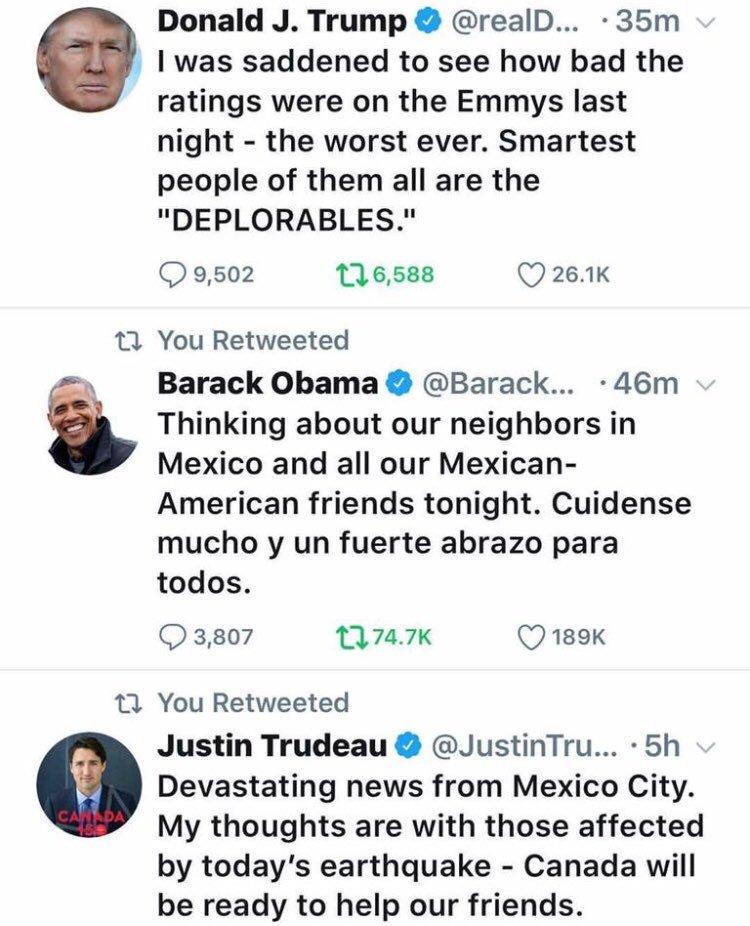 Donald J. Trump @realD... · 35m
I was saddened to see how bad the
ratings were on the Emmys last
night - the worst ever. Smartest
people of them all are the
"DEPLORABLES."
9,502 6,588 26.1K
You Retweeted
Barack Obama @Barack... · 46m
Thinking about our neighbors in
Mexico and all our Mexican-
American friends tonight. Cuidense
mucho y un fuerte abrazo para
todos.
3,807 74.7K 189K
You Retweeted
Justin Trudeau @JustinTru... · 5h
CANADA
150
Devastating news from Mexico City.
My thoughts are with those affected
by today's earthquake - Canada will
be ready to help our friends.